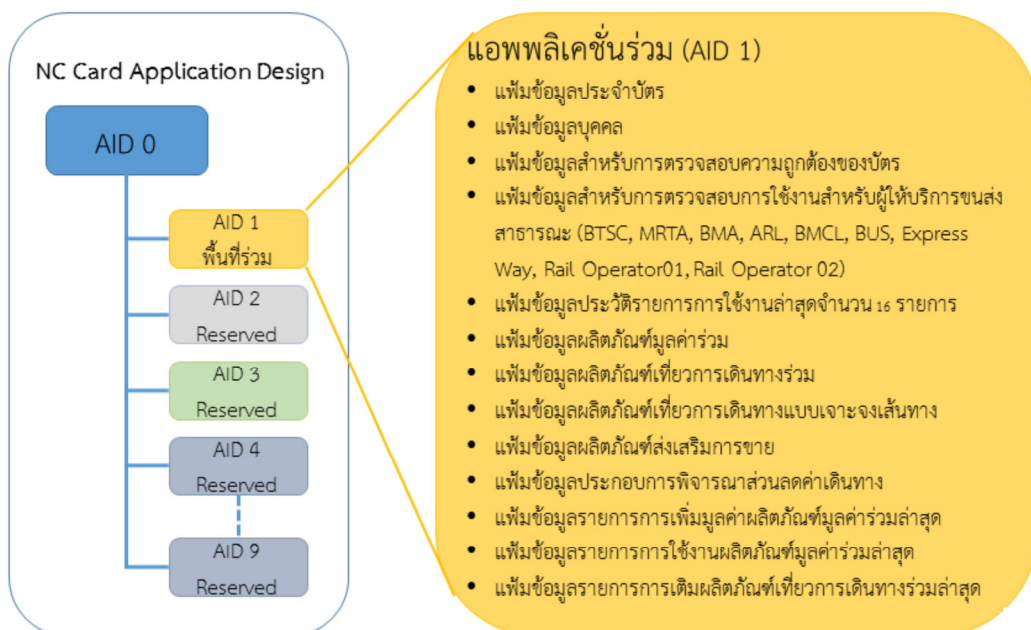 NC Card Application Design
AID 0
AID 1
พื้นที่ร่วม
AID 2
Reserved
AID 3
Reserved
AID 4
Reserved
AID 9
Reserved
แอพพลิเคชั่นร่วม (AID 1)
• แฟ้มข้อมูลประจำบัตร
• แฟ้มข้อมูลบุคคล
• แฟ้มข้อมูลสำหรับการตรวจสอบความถูกต้องของบัตร
• แฟ้มข้อมูลสำหรับการตรวจสอบการใช้งานสำหรับผู้ให้บริการขนส่ง
สาธารณะ (BTSC, MRTA, BMA, ARL, BMCL, BUS, Express
Way, Rail Operator01, Rail Operator 02)
• แฟ้มข้อมูลประวัติรายการการใช้งานล่าสุดจำนวน 16 รายการ
• แฟ้มข้อมูลผลิตภัณฑ์มูลค่าร่วม
• แฟ้มข้อมูลผลิตภัณฑ์เที่ยวการเดินทางร่วม
• แฟ้มข้อมูลผลิตภัณฑ์เที่ยวการเดินทางแบบเจาะจงเส้นทาง
• แฟ้มข้อมูลผลิตภัณฑ์ส่งเสริมการขาย
• แฟ้มข้อมูลประกอบการพิจารณาส่วนลดค่าเดินทาง
• แฟ้มข้อมูลรายการการเพิ่มมูลค่าผลิตภัณฑ์มูลค่าร่วมล่าสุด
• แฟ้มข้อมูลรายการการใช้งานผลิตภัณฑ์มูลค่าร่วมล่าสุด
• แฟ้มข้อมูลรายการการเติมผลิตภัณฑ์เที่ยวการเดินทางร่วมล่าสุด